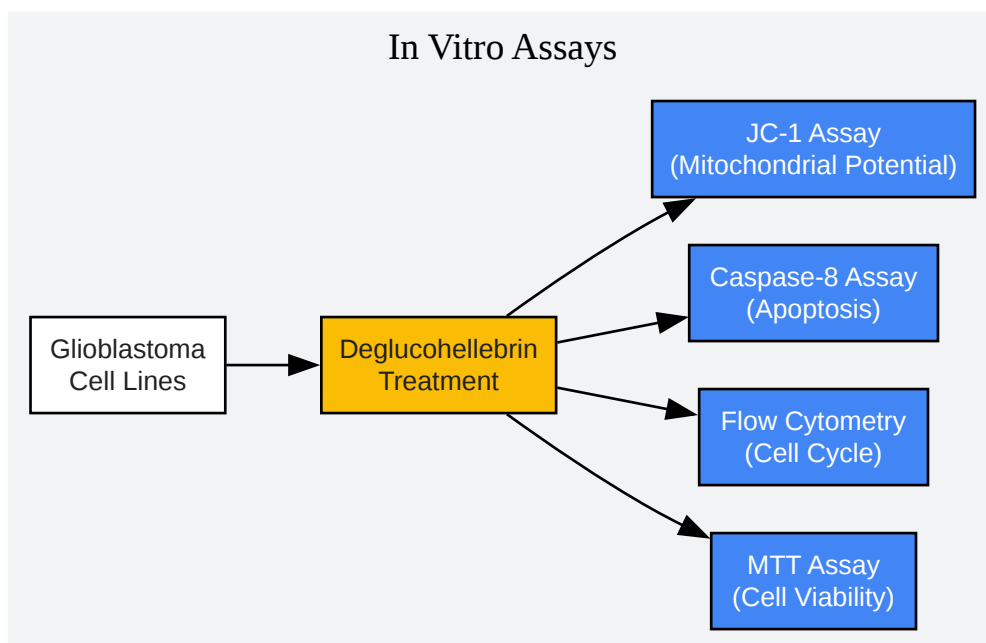 In Vitro Assays
JC-1 Assay
(Mitochondrial Potential)
Caspase-8 Assay
(Apoptosis)
Glioblastoma
Cell Lines
Deglucohellebrin
Treatment
Flow Cytometry
(Cell Cycle)
MTT Assay
(Cell Viability)